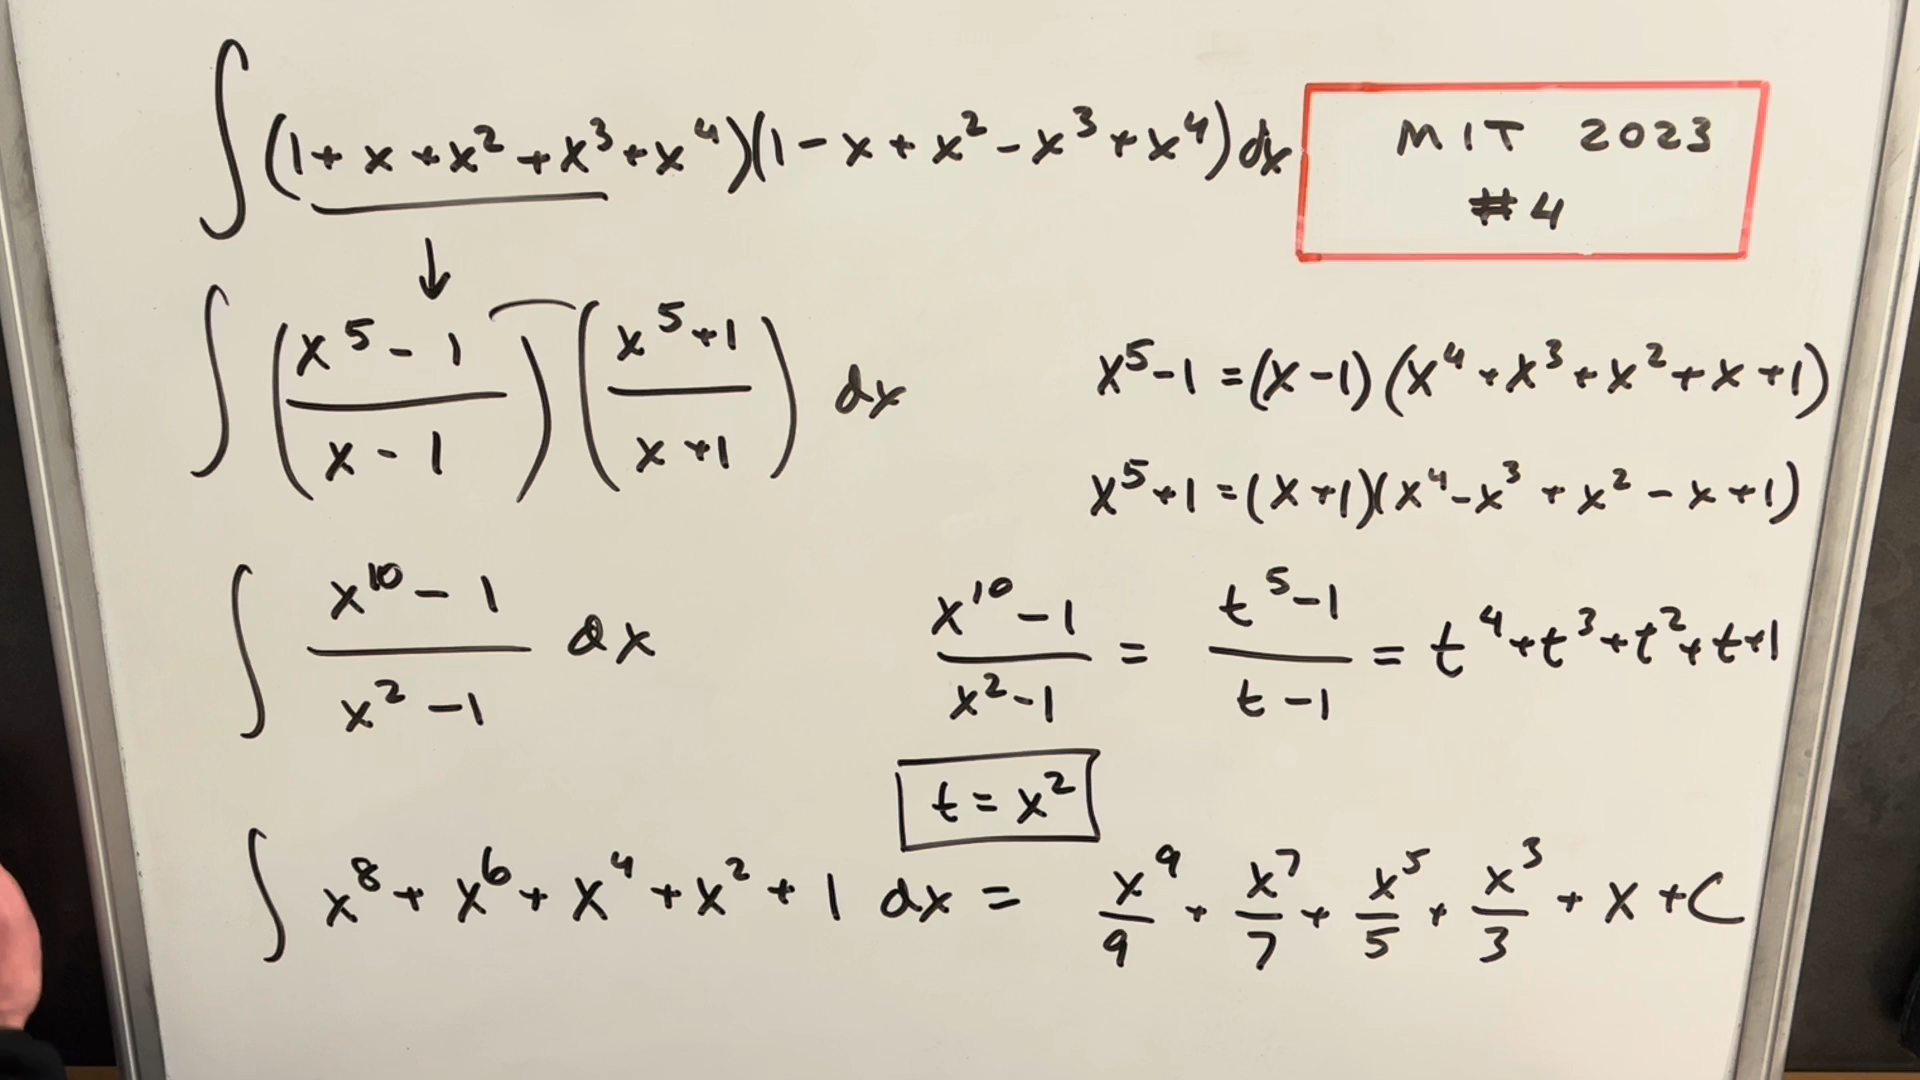 ∫(1+x+x²+x³+x⁴)(1-x+x²-x³+x⁴)dx
MIT 2023
#4
∫((x⁵-1)/(x-1))((x⁵+1)/(x+1)) dx
x⁵-1=(x-1)(x⁴+x³+x²+x+1)
x⁵+1=(x+1)(x⁴-x³+x²-x+1)
∫ (x¹⁰-1)/(x²-1) dx
(x¹⁰-1)/(x²-1) = (t⁵-1)/(t-1) = t⁴+t³+t²+t+1
t=x²
∫ x⁸+x⁶+x⁴+x²+1 dx = x⁹/9 + x⁷/7 + x⁵/5 + x³/3 + x + C